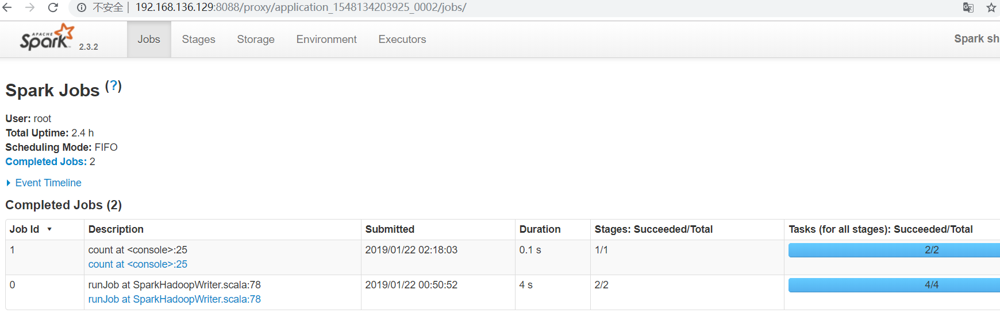 不安全 | 192.168.136.129:8088/proxy/application_1548134203925_0002/jobs/
APACHE
Spark 2.3.2 Jobs Stages Storage Environment Executors Spark sh
Spark Jobs (?)
User: root
Total Uptime: 2.4 h
Scheduling Mode: FIFO
Completed Jobs: 2
Event Timeline
Completed Jobs (2)
Job Id Description Submitted Duration Stages: Succeeded/Total Tasks (for all stages): Succeeded/Total
1 count at <console>:25 2019/01/22 02:18:03 0.1 s 1/1 2/2
count at <console>:25
0 runJob at SparkHadoopWriter.scala:78 2019/01/22 00:50:52 4 s 2/2 4/4
runJob at SparkHadoopWriter.scala:78